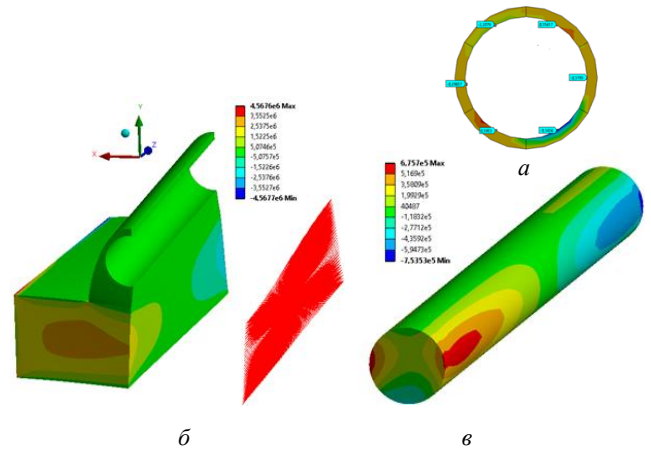 а
Y
X
Z
4,5676e6 Max
3,5525e6
2,5375e6
1,5225e6
5,0746e5
-5,0757e5
-1,5226e6
-2,5376e6
-3,5527e6
-4,5677e6 Min
6,757e5 Max
5,169e5
3,5809e5
1,9929e5
40487
-1,1832e5
-2,7712e5
-4,3592e5
-5,9473e5
-7,5353e5 Min
б
в